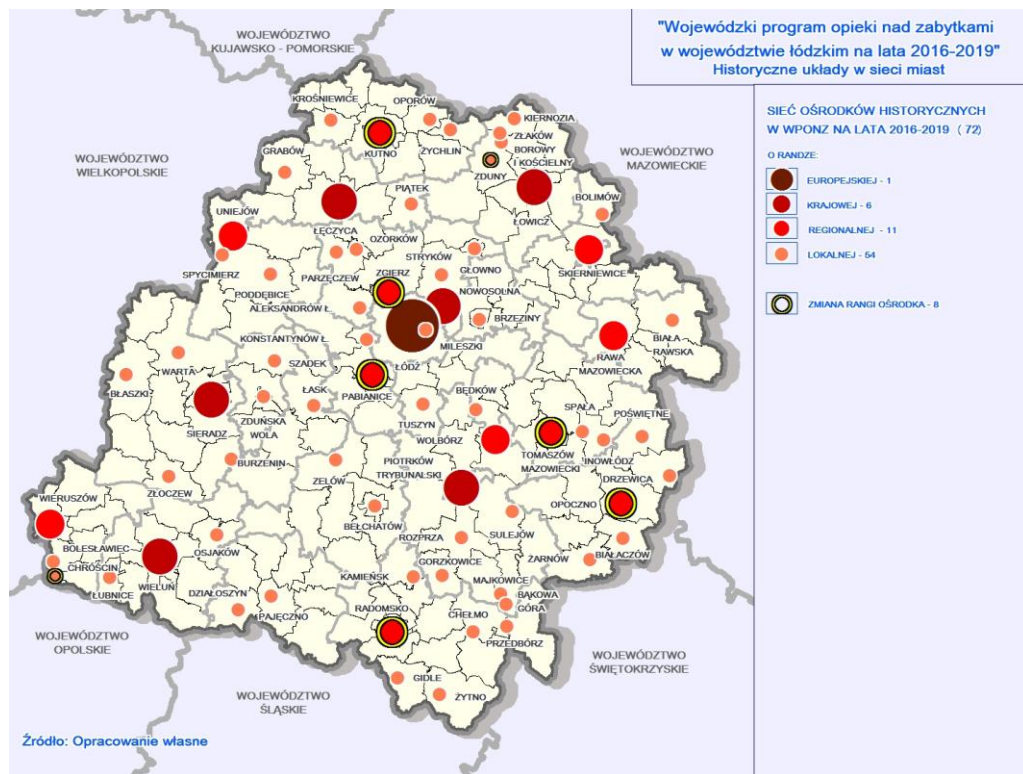 "Wojewódzki program opieki nad zabytkami
w województwie łódzkim na lata 2016-2019"
Historyczne układy w sieci miast
SIEĆ OŚRODKÓW HISTORYCZNYCH
W WPONZ NA LATA 2016-2019 ( 72)
O RANDZE:
EUROPEJSKIEJ - 1
KRAJOWEJ - 6
REGIONALNEJ - 11
LOKALNEJ - 54
ZMIANA RANGI OŚRODKA - 8
WOJEWÓDZTWO
KUJAWSKO - POMORSKIE
WOJEWÓDZTWO
WIELKOPOLSKIE
WOJEWÓDZTWO
MAZOWIECKIE
KROŚNIEWICE
OPORÓW
KIERNOZIA
ZŁAKÓW
BOROWY
KOŚCIELNY
KUTNO
ŻYCHLIN
ZDUNY
GRABÓW
PIĄTEK
BOLIMÓW
UNIEJÓW
ŁĘCZYCA
ŁOWICZ
OZORKÓW
STRYKÓW
SPYCIMIERZ
PARZĘCZEW
ZGIERZ
GŁOWNO
SKIERNIEWICE
PODDĘBICE
NOWOSOLNA
ALEKSANDRÓW Ł.
BRZEZINY
KONSTANTYNÓW Ł.
MILESZKI
BIAŁA
RAWSKA
RAWA
MAZOWIECKA
WARTA
SZADEK
ŁÓDŹ
BŁASZKI
ŁASK
PABIANICE
BĘDKÓW
SIERADZ
ZDUŃSKA
WOLA
TUSZYN
SPAŁA
POŚWIĘTNE
WOLBÓRZ
TOMASZÓW
MAZOWIECKI
INOWŁÓDZ
BURZENIN
PIOTRKÓW
TRYBUNALSKI
DRZEWICA
ZŁOCZEW
ZELÓW
OPOCZNO
WIERUSZÓW
BEŁCHATÓW
ROZPRZA
SULEJÓW
BOLESŁAWIEC
CHRÓŚCIN
OSJAKÓW
ŻARNÓW
BIAŁACZÓW
ŁUBNICE
WIELUŃ
DZIAŁOSZYN
KAMIEŃSK
GORZKOWICE
MAJKOWICE
BĄKOWA
GÓRA
PAJĘCZNO
RADOMSKO
CHEŁMO
PRZEDBÓRZ
GIDLE
ŻYTNO
WOJEWÓDZTWO
OPOLSKIE
WOJEWÓDZTWO
ŚLĄSKIE
WOJEWÓDZTWO
ŚWIĘTOKRZYSKIE
Źródło: Opracowanie własne